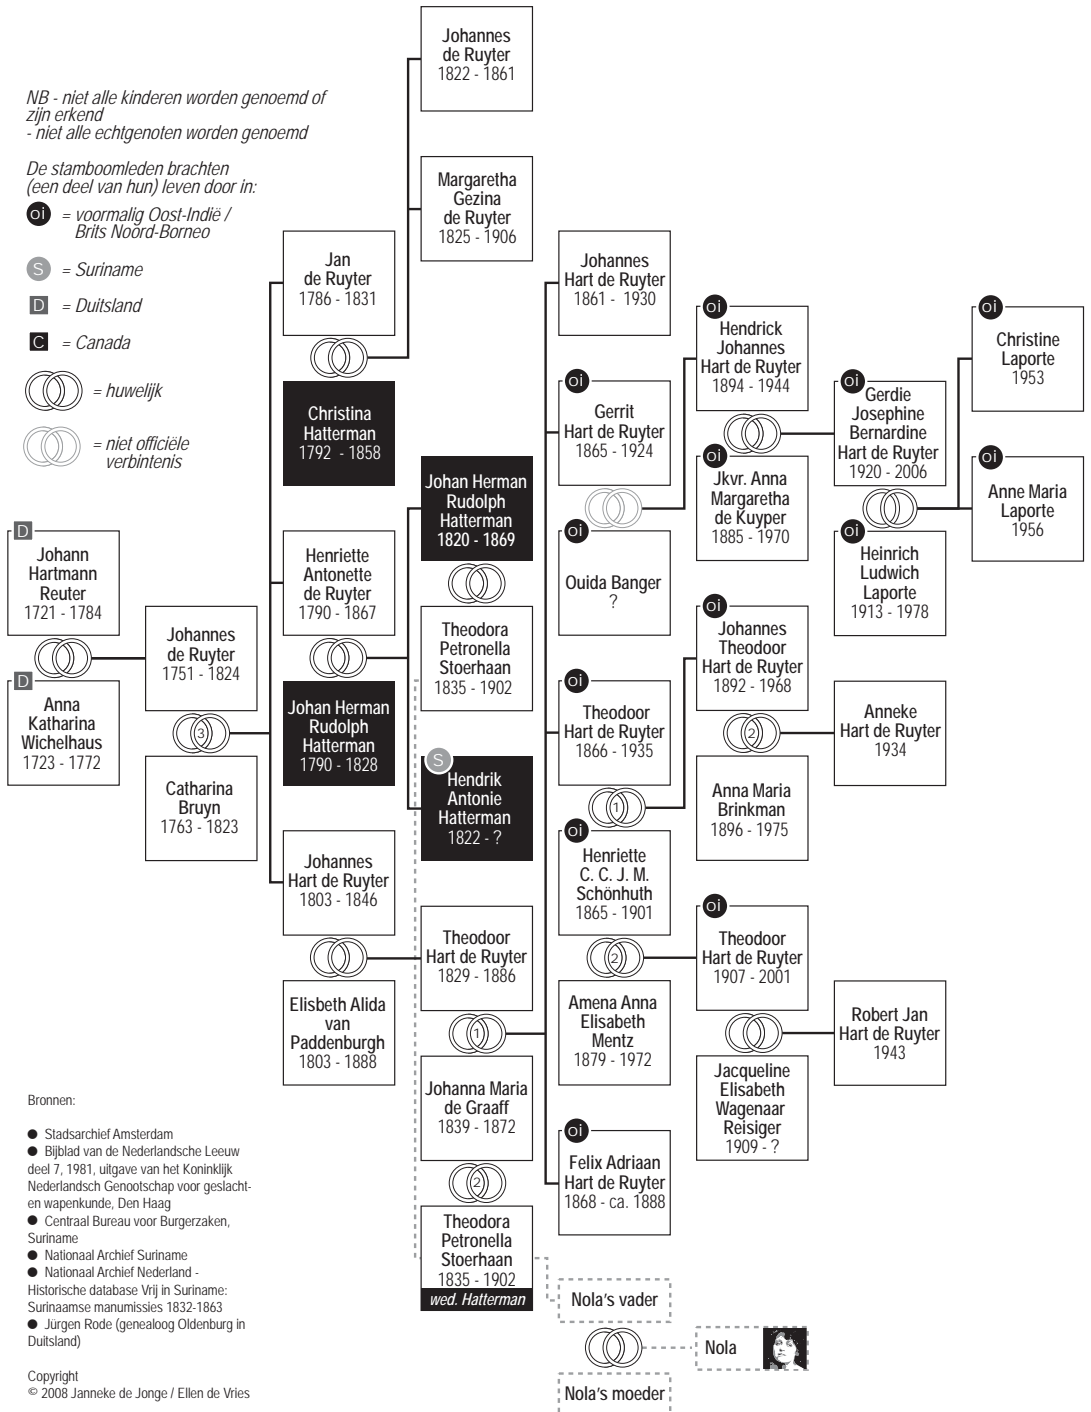 NB - niet alle kinderen worden genoemd of
zijn erkend
- niet alle echtgenoten worden genoemd
De stamboomleden brachten
(een deel van hun) leven door in:
oi = voormalig Oost-Indië /
Brits Noord-Borneo
S = Suriname
D = Duitsland
C = Canada
= huwelijk
= niet officiële
verbintenis
D
Johann
Hartmann
Reuter
1721 - 1784
D
Anna
Katharina
Wichelhaus
1723 - 1772
Johannes
de Ruyter
1751 - 1824
3
Catharina
Bruyn
1763 - 1823
Jan
de Ruyter
1786 - 1831
Christina
Hatterman
1792 - 1858
Henriette
Antonette
de Ruyter
1790 - 1867
Johan Herman
Rudolph
Hatterman
1790 - 1828
Johannes
Hart de Ruyter
1803 - 1846
Elisbeth Alida
van
Paddenburgh
1803 - 1888
Johannes
de Ruyter
1822 - 1861
Margaretha
Gezina
de Ruyter
1825 - 1906
Johan Herman
Rudolph
Hatterman
1820 - 1869
Theodora
Petronella
Stoerhaan
1835 - 1902
S
Hendrik
Antonie
Hatterman
1822 - ?
Theodoor
Hart de Ruyter
1829 - 1886
1
Johanna Maria
de Graaff
1839 - 1872
2
Theodora
Petronella
Stoerhaan
1835 - 1902
wed. Hatterman
Johannes
Hart de Ruyter
1861 - 1930
oi
Gerrit
Hart de Ruyter
1865 - 1924
oi
Ouida Banger
?
oi
Theodoor
Hart de Ruyter
1866 - 1935
1
oi
Henriette
C. C. J. M.
Schönhuth
1865 - 1901
2
Amena Anna
Elisabeth
Mentz
1879 - 1972
oi
Felix Adriaan
Hart de Ruyter
1868 - ca. 1888
Nola's vader
Nola's moeder
Nola
oi
Hendrick
Johannes
Hart de Ruyter
1894 - 1944
oi
Jkvr. Anna
Margaretha
de Kuyper
1885 - 1970
oi
Johannes
Theodoor
Hart de Ruyter
1892 - 1968
2
Anna Maria
Brinkman
1896 - 1975
oi
Theodoor
Hart de Ruyter
1907 - 2001
Jacqueline
Elisabeth
Wagenaar
Reisiger
1909 - ?
oi
Gerdie
Josephine
Bernardine
Hart de Ruyter
1920 - 2006
oi
Heinrich
Ludwich
Laporte
1913 - 1978
Anneke
Hart de Ruyter
1934
Robert Jan
Hart de Ruyter
1943
oi
Christine
Laporte
1953
oi
Anne Maria
Laporte
1956
Bronnen:
● Stadsarchief Amsterdam
● Bijblad van de Nederlandsche Leeuw
deel 7, 1981, uitgave van het Koninklijk
Nederlandsch Genootschap voor geslacht-
en wapenkunde, Den Haag
● Centraal Bureau voor Burgerzaken,
Suriname
● Nationaal Archief Suriname
● Nationaal Archief Nederland -
Historische database Vrij in Suriname:
Surinaamse manumissies 1832-1863
● Jürgen Rode (genealoog Oldenburg in
Duitsland)
Copyright
© 2008 Janneke de Jonge / Ellen de Vries